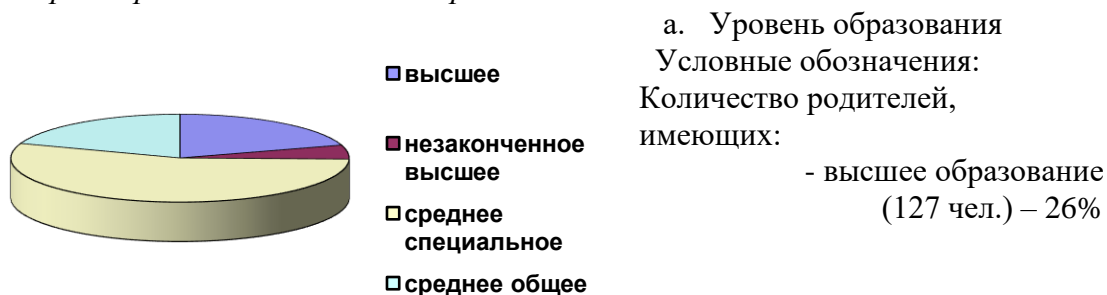 высшее
незаконченное
высшее
среднее
специальное
среднее общее
а. Уровень образования
Условные обозначения:
Количество родителей,
имеющих:
- высшее образование
(127 чел.) – 26%